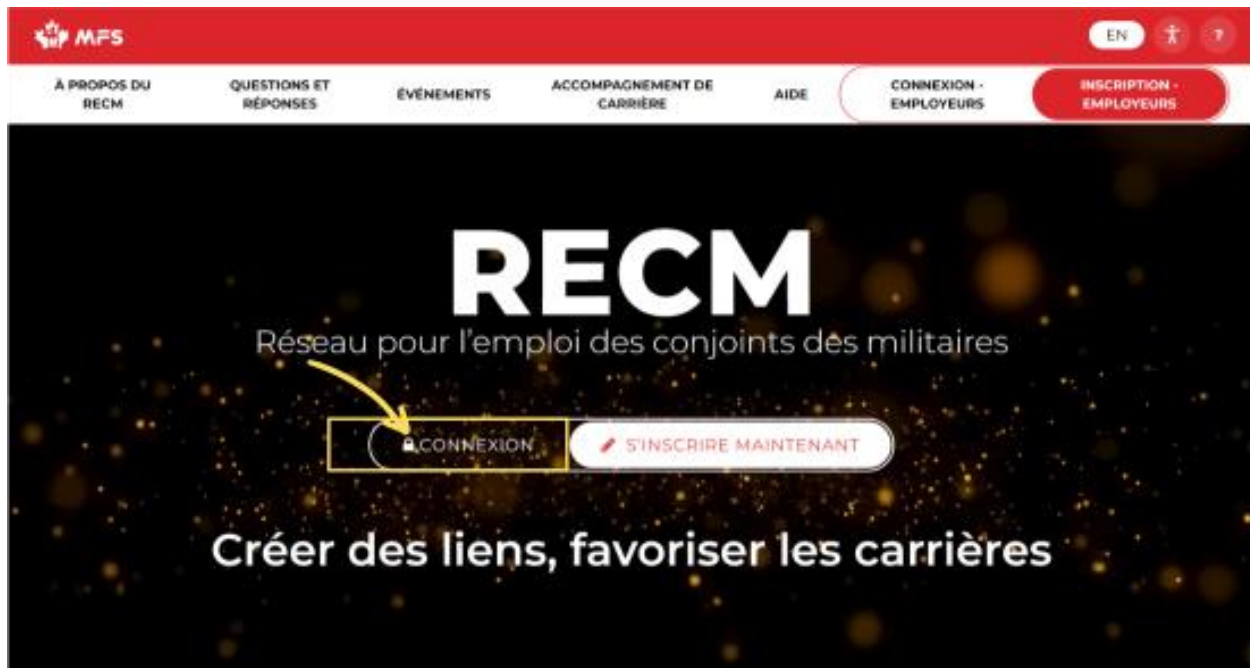 MFS
EN
?
À PROPOS DU
RECM
QUESTIONS ET
RÉPONSES
ÉVÉNEMENTS
ACCOMPAGNEMENT DE
CARRIÈRE
AIDE
CONNEXION -
EMPLOYEURS
INSCRIPTION -
EMPLOYEURS
RECM
Réseau pour l'emploi des conjoints des militaires
CONNEXION
S'INSCRIRE MAINTENANT
Créer des liens, favoriser les carrières